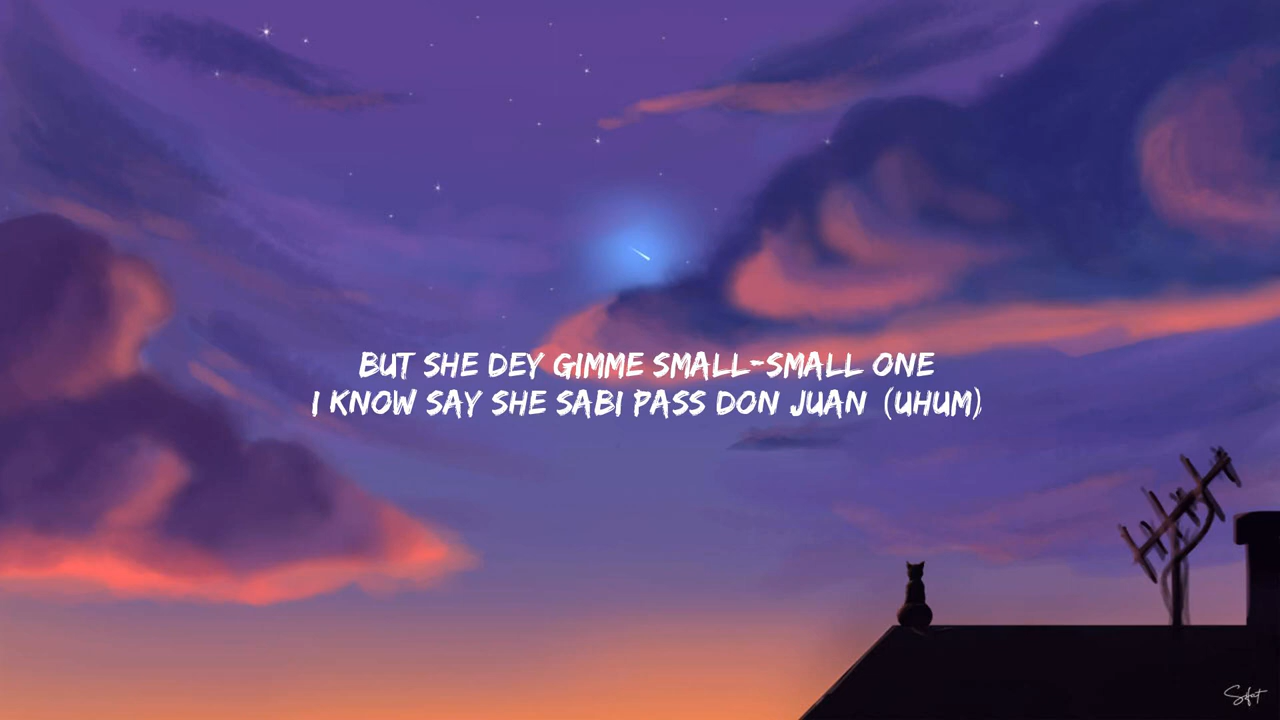 BUT SHE DEY GIMME SMALL-SMALL ONE
I KNOW SAY SHE SABI PASS DON JUAN (UHUM)